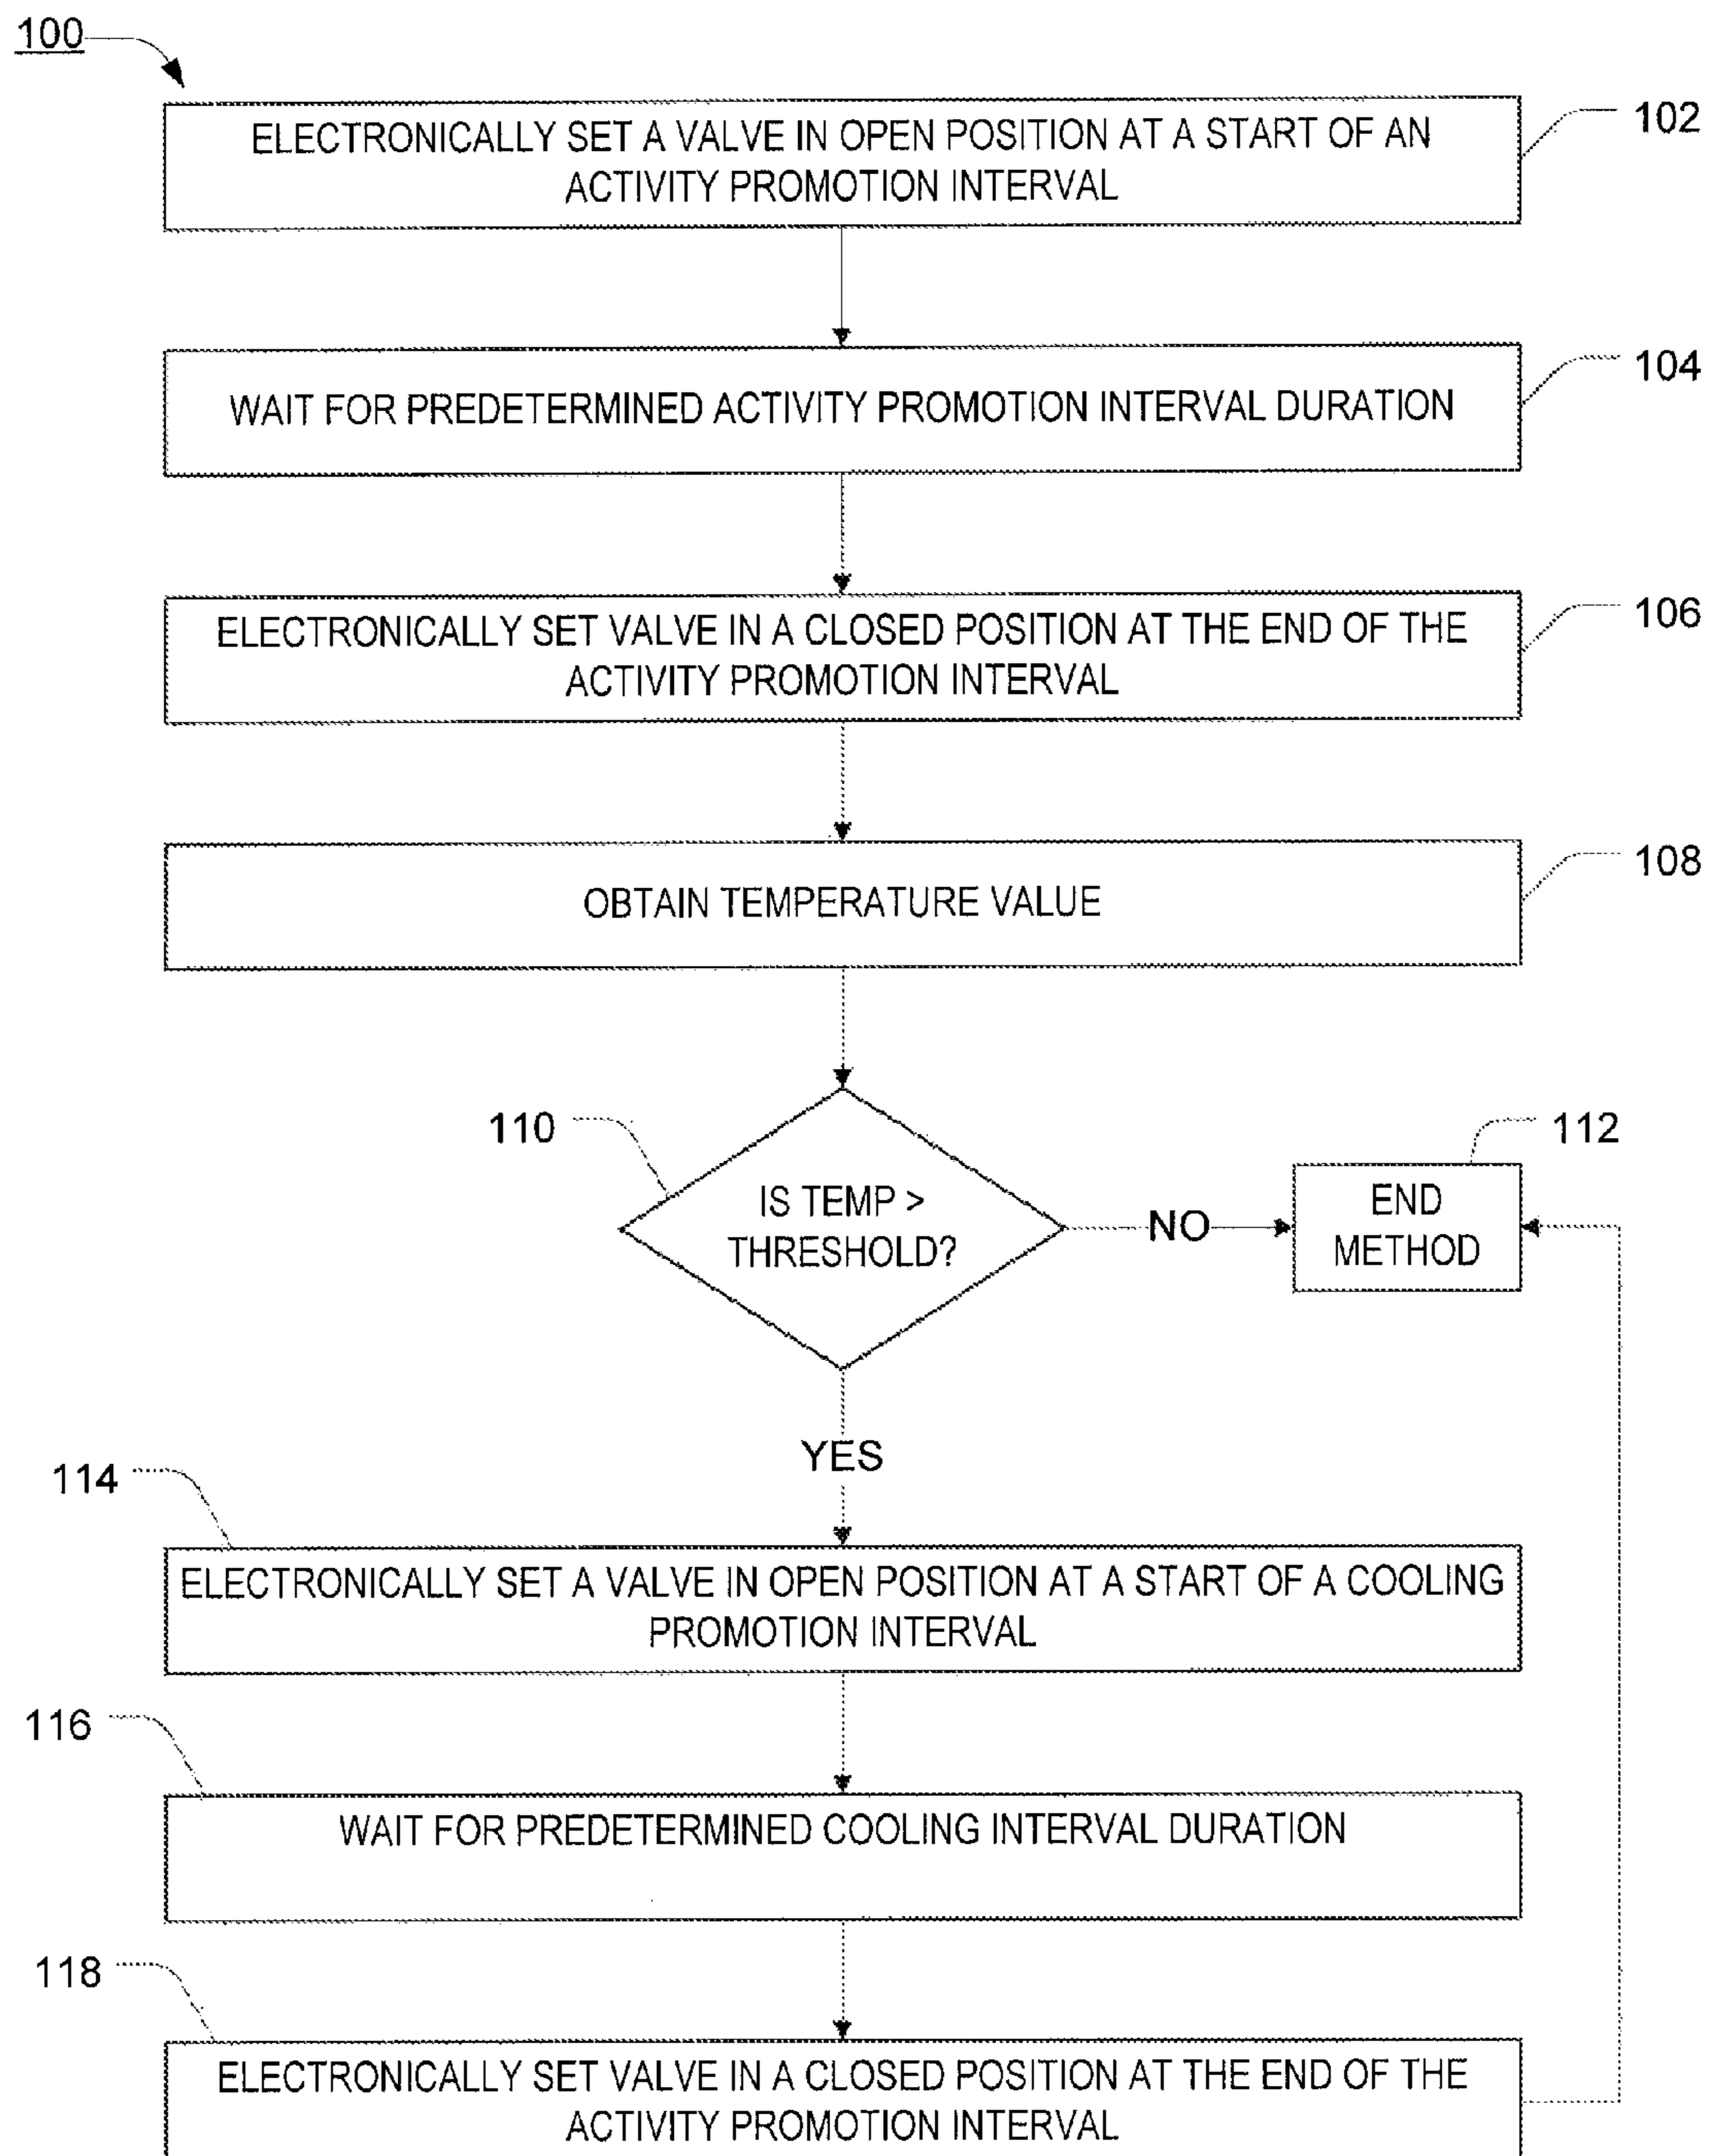 100
ELECTRONICALLY SET A VALVE IN OPEN POSITION AT A START OF AN
ACTIVITY PROMOTION INTERVAL
102
WAIT FOR PREDETERMINED ACTIVITY PROMOTION INTERVAL DURATION
104
ELECTRONICALLY SET VALVE IN A CLOSED POSITION AT THE END OF THE
ACTIVITY PROMOTION INTERVAL
106
OBTAIN TEMPERATURE VALUE
108
110
IS TEMP >
THRESHOLD?
NO
END
METHOD
112
YES
114
ELECTRONICALLY SET A VALVE IN OPEN POSITION AT A START OF A COOLING
PROMOTION INTERVAL
116
WAIT FOR PREDETERMINED COOLING INTERVAL DURATION
118
ELECTRONICALLY SET VALVE IN A CLOSED POSITION AT THE END OF THE
ACTIVITY PROMOTION INTERVAL